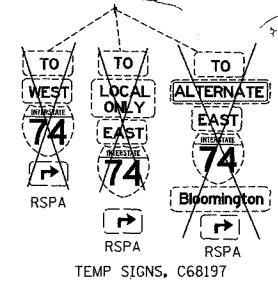 TO
WEST
INTERSTATE
74
RSPA
TO
LOCAL
ONLY
EAST
INTERSTATE
74
RSPA
TO
ALTERNATE
EAST
INTERSTATE
74
Bloomington
RSPA
TEMP SIGNS, C68197